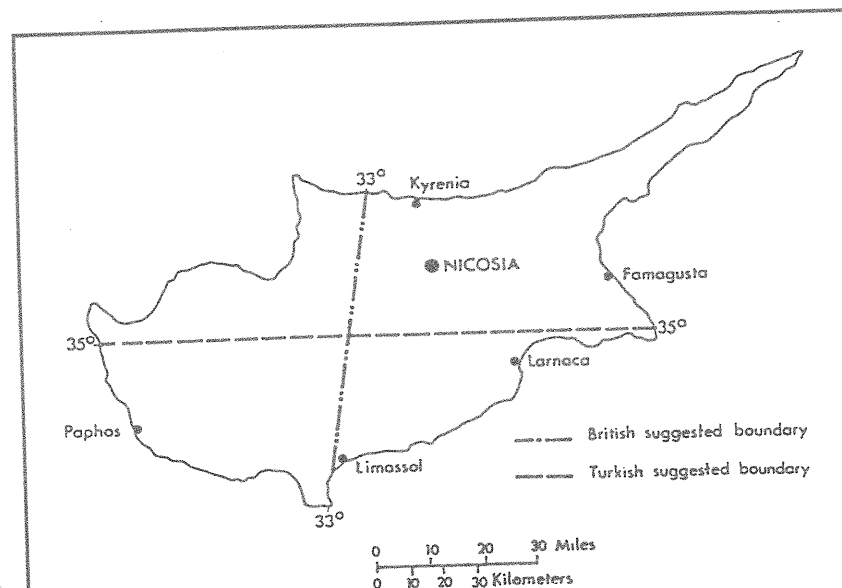 33°
Kyrenia
NICOSIA
Famagusta
35°
35°
Larnaca
Paphos
British suggested boundary
Limassol
Turkish suggested boundary
33°
0 10 20 30 Miles
0 10 20 30 Kilometers